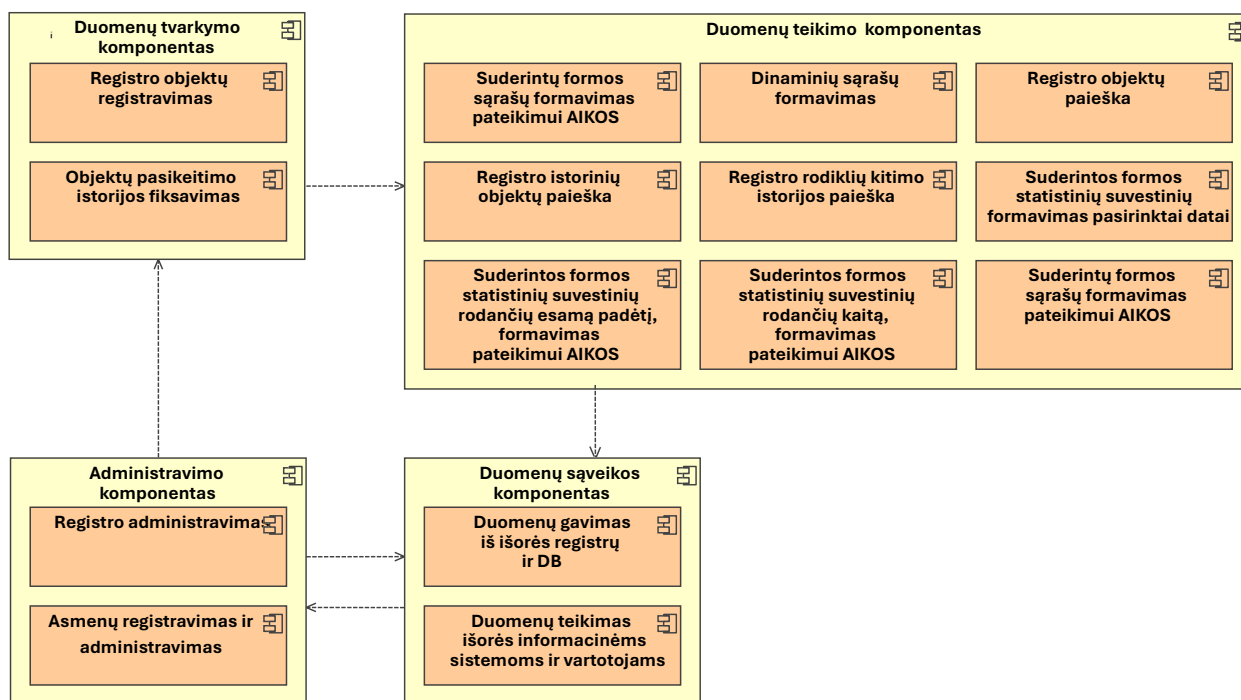 i
Duomenų tvarkymo
komponentas
Registro objektų
registravimas
Objektų pasikeitimo
istorijos fiksavimas
Duomenų teikimo komponentas
Suderintų formos
sąrašų formavimas
pateikimui AIKOS
Dinaminių sąrašų
formavimas
Registro objektų
paieška
Registro istorinių
objektų paieška
Registro rodiklių kitimo
istorijos paieška
Suderintos formos
statistinių suvestinių
formavimas pasirinktai datai
Suderintos formos
statistinių suvestinių
rodančių esamą padėtį,
formavimas
pateikimui AIKOS
Suderintos formos
statistinių suvestinių
rodančių kaitą,
formavimas
pateikimui AIKOS
Suderintų formos
sąrašų formavimas
pateikimui AIKOS
Administravimo
komponentas
Registro administravimas
Asmenų registravimas ir
administravimas
Duomenų sąveikos
komponentas
Duomenų gavimas
iš išorės registrų
ir DB
Duomenų teikimas
išorės informacinėms
sistemoms ir vartotojams